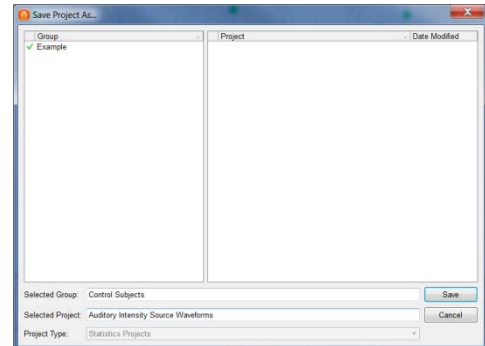 Save Project As...
Group Project Date Modified
Example
Selected Group: Control Subjects Save
Selected Project: Auditory Intensity Source Waveforms Cancel
Project Type: Statistics Projects